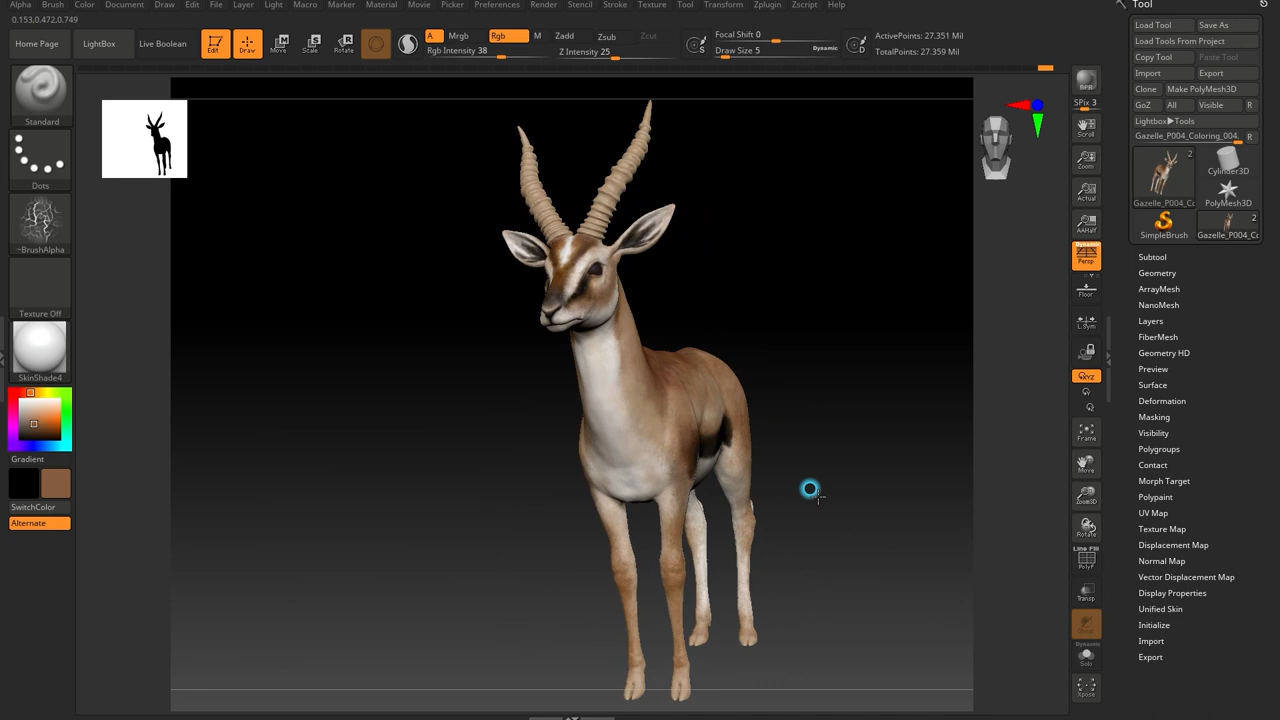 Alpha Brush Color Document Draw Edit File Layer Light Macro Marker Material Movie Picker Preferences Render Stencil Stroke Texture Tool Transform Zplugin Zscript Help
Tool
0.153,0.472,0.749
Home Page
LightBox
Live Boolean
Edit
Draw
Move
Scale
Rotate
A
Mrgb
Rgb
M
Rgb Intensity 38
Zadd
Zsub
Zcut
Z Intensity 25
S
Focal Shift 0
Draw Size 5
Dynamic
D
ActivePoints: 27.351 Mil
TotalPoints: 27.359 Mil
Standard
Dots
~BrushAlpha
Texture Off
SkinShade4
Gradient
SwitchColor
Alternate
BPR
SPix 3
Scroll
Zoom
Actual
AAHalf
Dynamic
Persp
Floor
L.Sym
XYZ
Frame
Move
Zoom3D
Rotate
Line Fill
PolyF
Transp
Dynamic
Solo
Xpose
Load Tool
Save As
Load Tools From Project
Copy Tool
Paste Tool
Import
Export
Clone
Make PolyMesh3D
GoZ
All
Visible
R
Lightbox▶Tools
Gazelle_P004_Coloring_004.
R
2
Gazelle_P004_Cc
Cylinder3D
PolyMesh3D
SimpleBrush
2
Gazelle_P004_Cc
Subtool
Geometry
ArrayMesh
NanoMesh
Layers
FiberMesh
Geometry HD
Preview
Surface
Deformation
Masking
Visibility
Polygroups
Contact
Morph Target
Polypaint
UV Map
Texture Map
Displacement Map
Normal Map
Vector Displacement Map
Display Properties
Unified Skin
Initialize
Import
Export